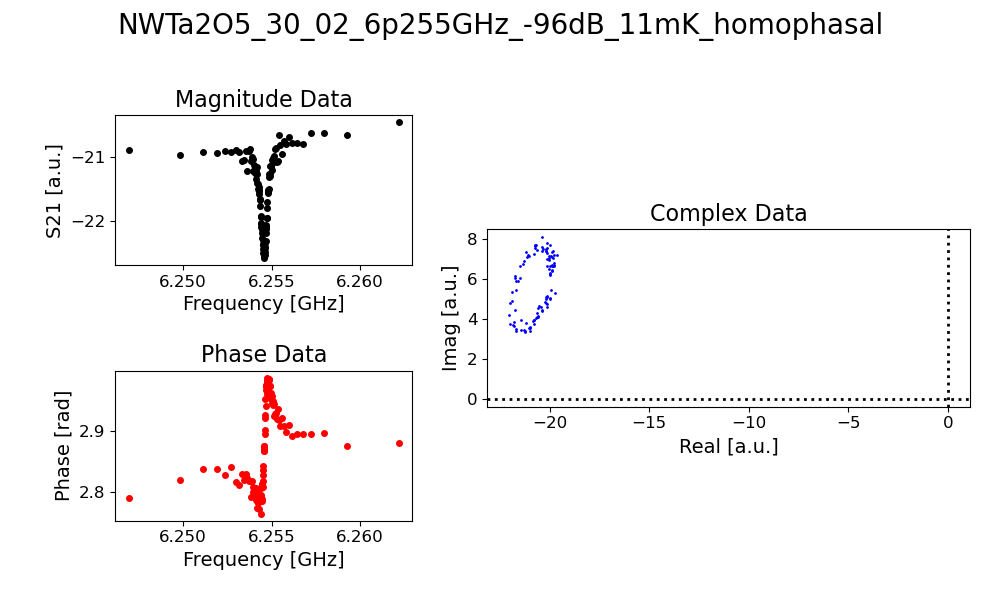 NWTa2O5_30_02_6p255GHz_-96dB_11mK_homophasal
Magnitude Data
S21 [a.u.]
−21
−22
6.250 6.255 6.260
Frequency [GHz]
Phase Data
Phase [rad]
2.9
2.8
6.250 6.255 6.260
Frequency [GHz]
Complex Data
Imag [a.u.]
8
6
4
2
0
−20 −15 −10 −5 0
Real [a.u.]